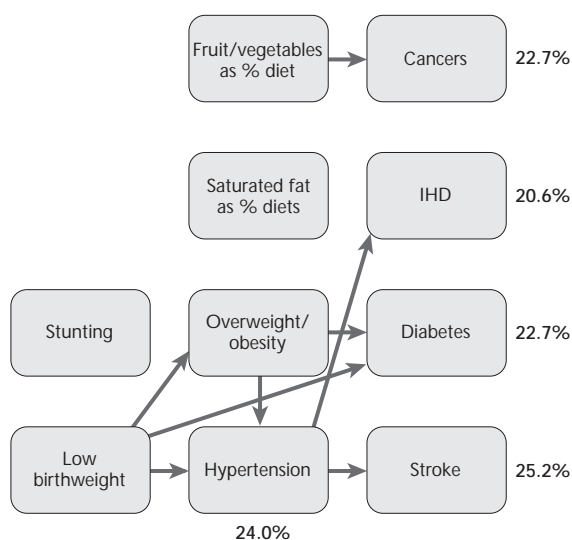 Fruit/vegetables
as % diet
Cancers
22.7%
Saturated fat
as % diets
IHD
20.6%
Stunting
Overweight/
obesity
Diabetes
22.7%
Low
birthweight
Hypertension
Stroke
25.2%
24.0%